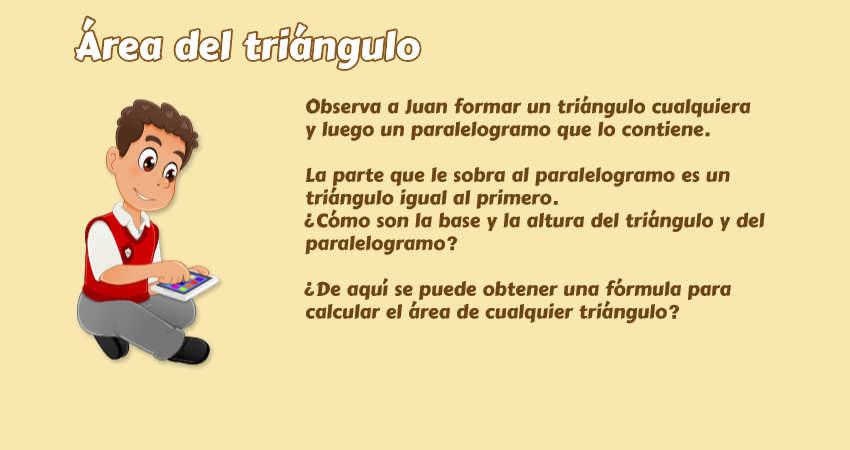 Área del triángulo
Observa a Juan formar un triángulo cualquiera
y luego un paralelogramo que lo contiene.
La parte que le sobra al paralelogramo es un
triángulo igual al primero.
¿Cómo son la base y la altura del triángulo y del
paralelogramo?
¿De aquí se puede obtener una fórmula para
calcular el área de cualquier triángulo?